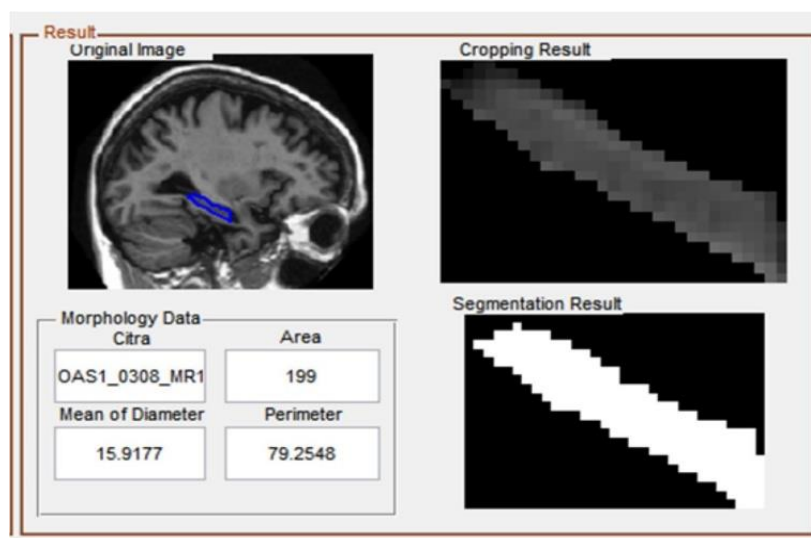 Result
Original Image
Cropping Result
Morphology Data
Citra
Area
OAS1_0308_MR1
199
Mean of Diameter
Perimeter
15.9177
79.2548
Segmentation Result